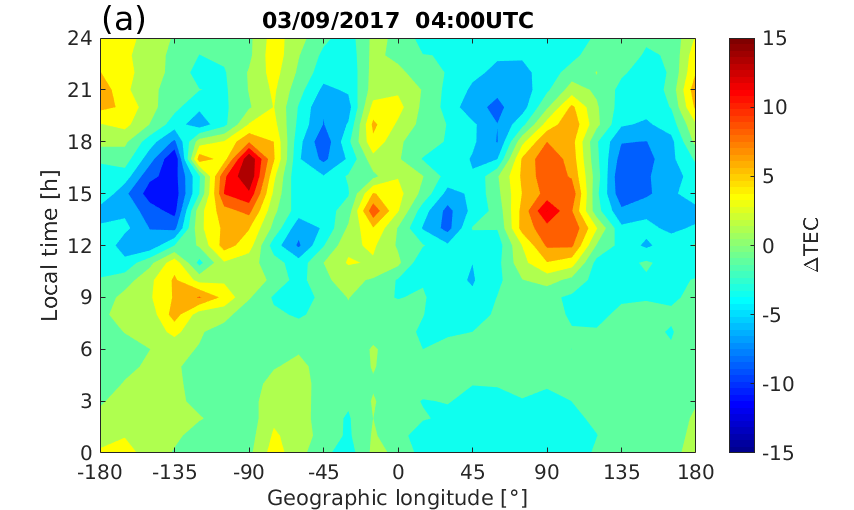 (a)
03/09/2017 04:00UTC
24
21
18
15
12
9
6
3
0
Local time [h]
-180 -135 -90 -45 0 45 90 135 180
Geographic longitude [°]
15
10
5
0
-5
-10
-15
ΔTEC